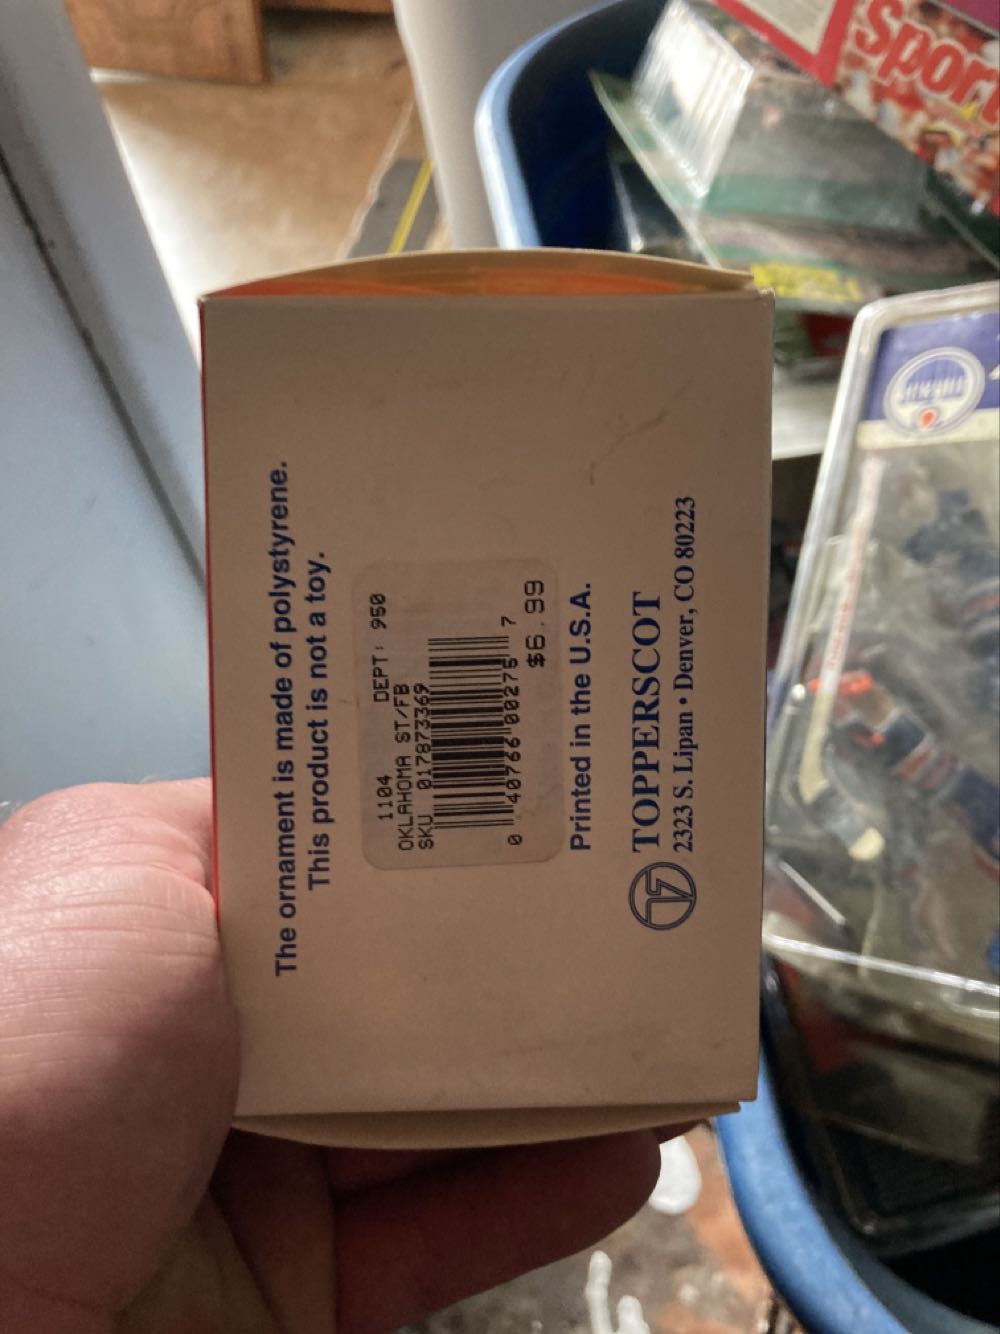 The ornament is made of polystyrene.
This product is not a toy.
1104 DEPT: 950
OKLAHOMA ST/FB
SKU 017873369
0 40766 00275 7
$6.99
Printed in the U.S.A.
TOPPERSCOT
2323 S. Lipan • Denver, CO 80223